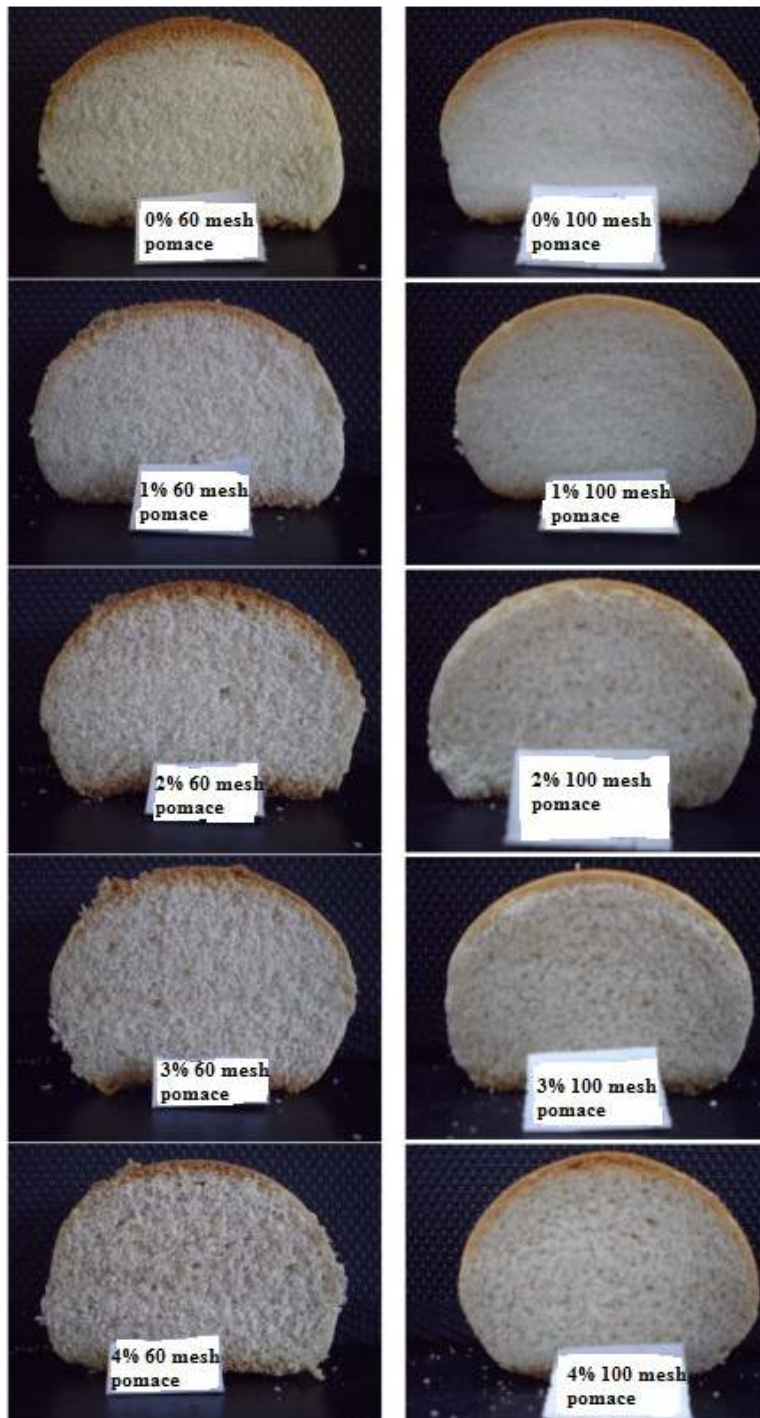 0% 60 mesh
pomace
0% 100 mesh
pomace
1% 60 mesh
pomace
1% 100 mesh
pomace
2% 60 mesh
pomace
2% 100 mesh
pomace
3% 60 mesh
pomace
3% 100 mesh
pomace
4% 60 mesh
pomace
4% 100 mesh
pomace